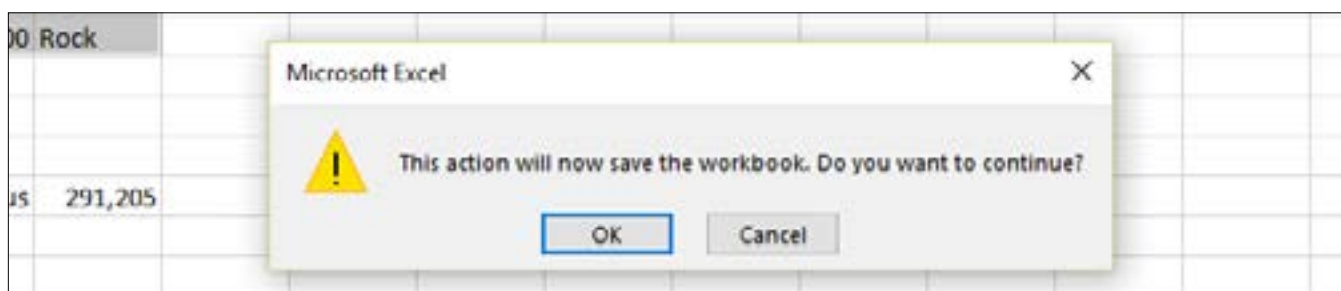 00 Rock
Microsoft Excel
This action will now save the workbook. Do you want to continue?
us 291,205
OK Cancel